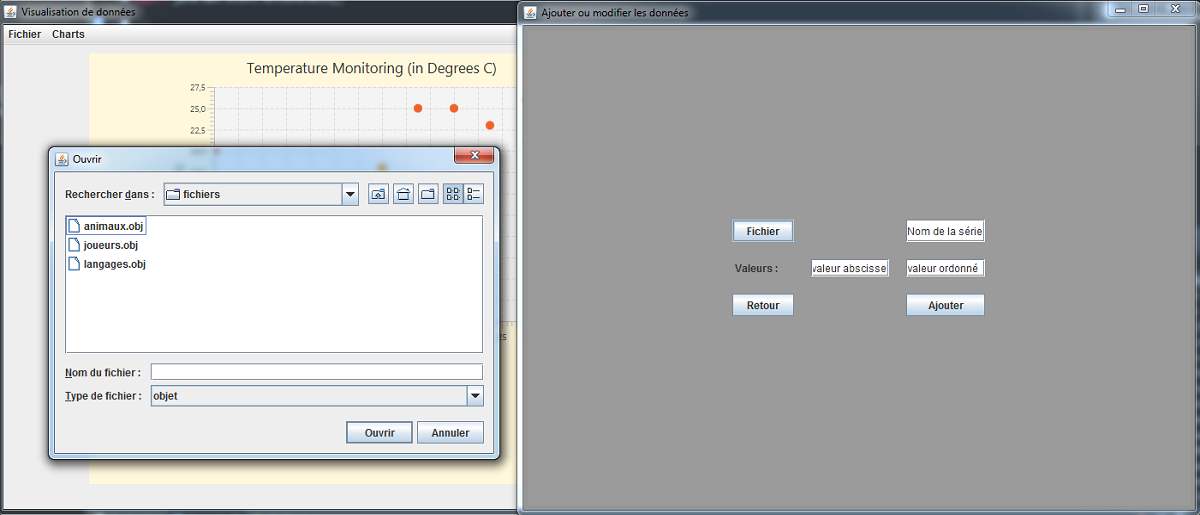 Visualisation de données
Fichier Charts
Temperature Monitoring (in Degrees C)
27,5
25,0
22,5
Ouvrir
Rechercher dans :
fichiers
animaux.obj
joueurs.obj
langages.obj
Nom du fichier :
Type de fichier :
objet
Ouvrir
Annuler
25
Ajouter ou modifier les données
Fichier
Nom de la série
Valeurs :
valeur abscisse
valeur ordonné
Retour
Ajouter